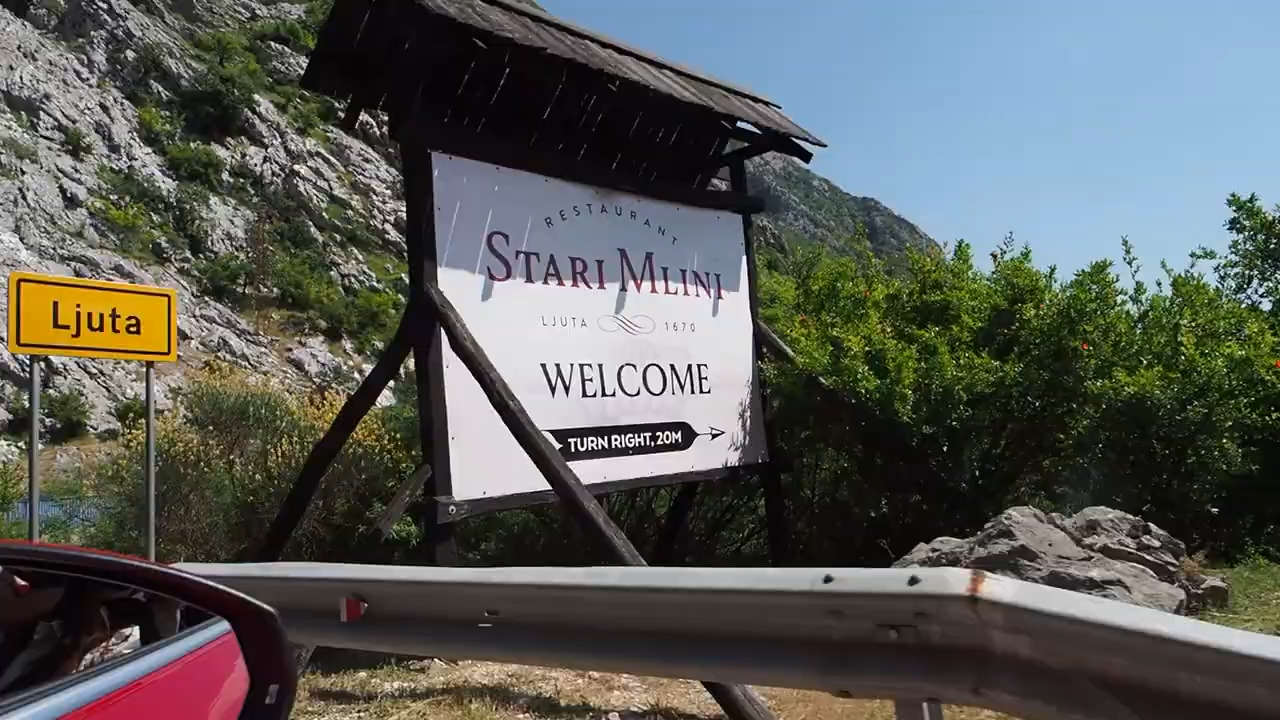 Ljuta
RESTAURANT
STARI MLINI
LJUTA 1670
WELCOME
TURN RIGHT, 20M